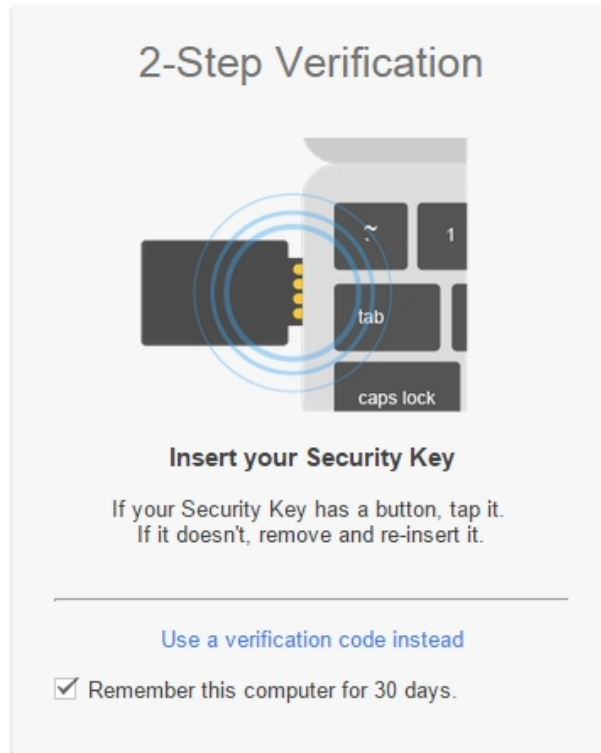 2-Step Verification
~
1
tab
caps lock
Insert your Security Key
If your Security Key has a button, tap it.
If it doesn't, remove and re-insert it.
Use a verification code instead
Remember this computer for 30 days.